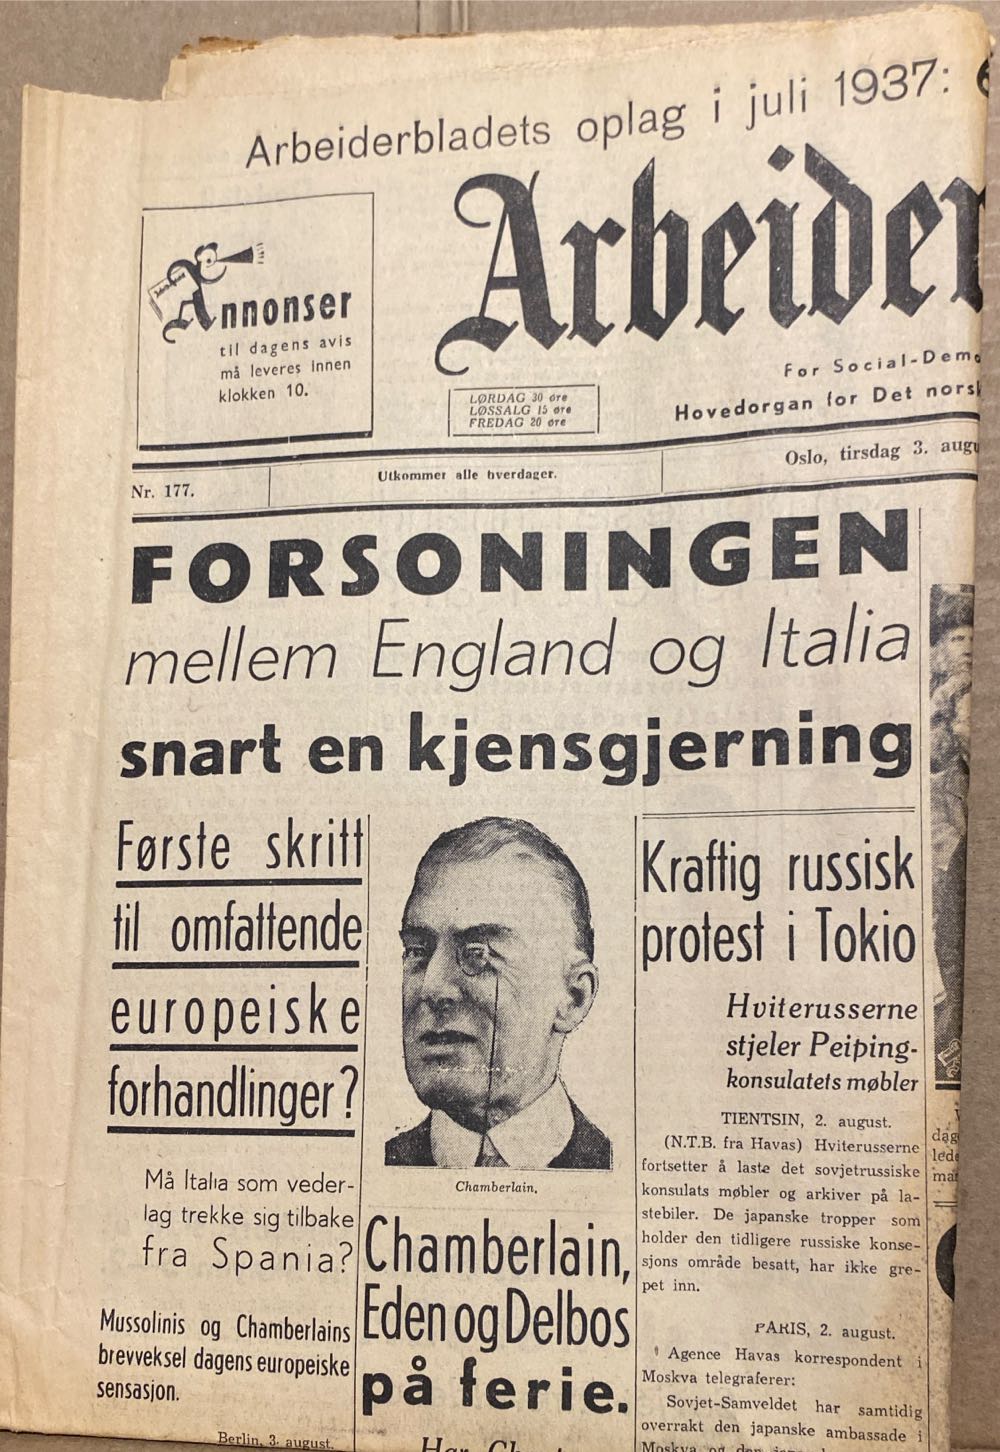 Arbeiderbladets oplag i juli 1937:
Annonser
til dagens avis
må leveres innen
klokken 10.
Arbeider
LØRDAG 30 øre
LØSSALG 15 øre
FREDAG 20 øre
For Social-Demo
Hovedorgan for Det norsk
Nr. 177.
Utkommer alle hverdager.
Oslo, tirsdag 3. augu
FORSONINGEN
mellem England og Italia
snart en kjensgjerning
Første skritt
til omfattende
europeiske
forhandlinger?
Må Italia som veder-
lag trekke sig tilbake
fra Spania?
Mussolinis og Chamberlains
brevveksel dagens europeiske
sensasjon.
Berlin, 3. august.
Chamberlain.
Chamberlain,
Eden og Delbos
på ferie.
Kraftig russisk
protest i Tokio
Hviterusserne
stjeler Peiping-
konsulatets møbler
TIENTSIN, 2. august.
(N.T.B. fra Havas) Hviterusserne
fortsetter å laste det sovjetrussiske
konsulats møbler og arkiver på la-
stebiler. De japanske tropper som
holder den tidligere russiske konse-
sjons område besatt, har ikke gre-
pet inn.
PARIS, 2. august.
Agence Havas korrespondent i
Moskva telegraferer:
Sovjet-Samveldet har samtidig
overrakt den japanske ambassade i
Moskva og den
dag
lede
mai